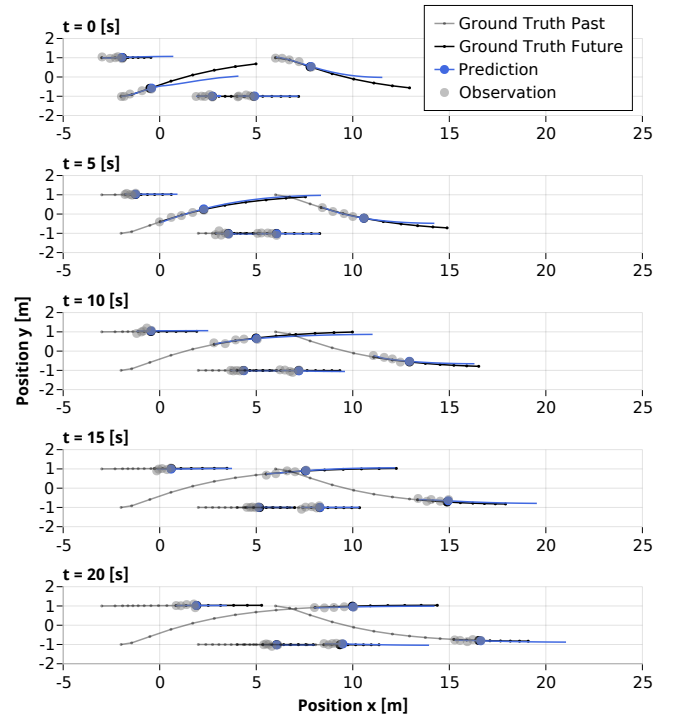 t = 0 [s]
Ground Truth Past
Ground Truth Future
Prediction
Observation
2
1
0
-1
-2
-5 0 5 10 15 20 25
t = 5 [s]
2
1
0
-1
-2
-5 0 5 10 15 20 25
t = 10 [s]
2
1
0
-1
-2
-5 0 5 10 15 20 25
Position y [m]
t = 15 [s]
2
1
0
-1
-2
-5 0 5 10 15 20 25
t = 20 [s]
2
1
0
-1
-2
-5 0 5 10 15 20 25
Position x [m]